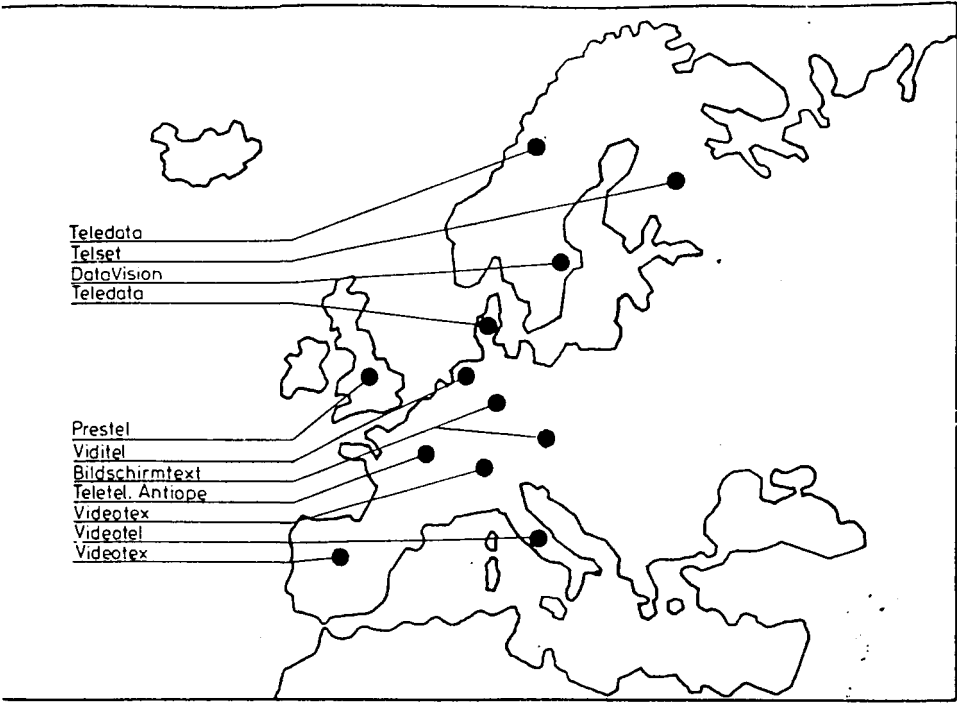 Teledata
Telset
DataVision
Teledata
Prestel
Viditel
Bildschirmtext
Teletel. Antiope
Videotex
Videotel
Videotex